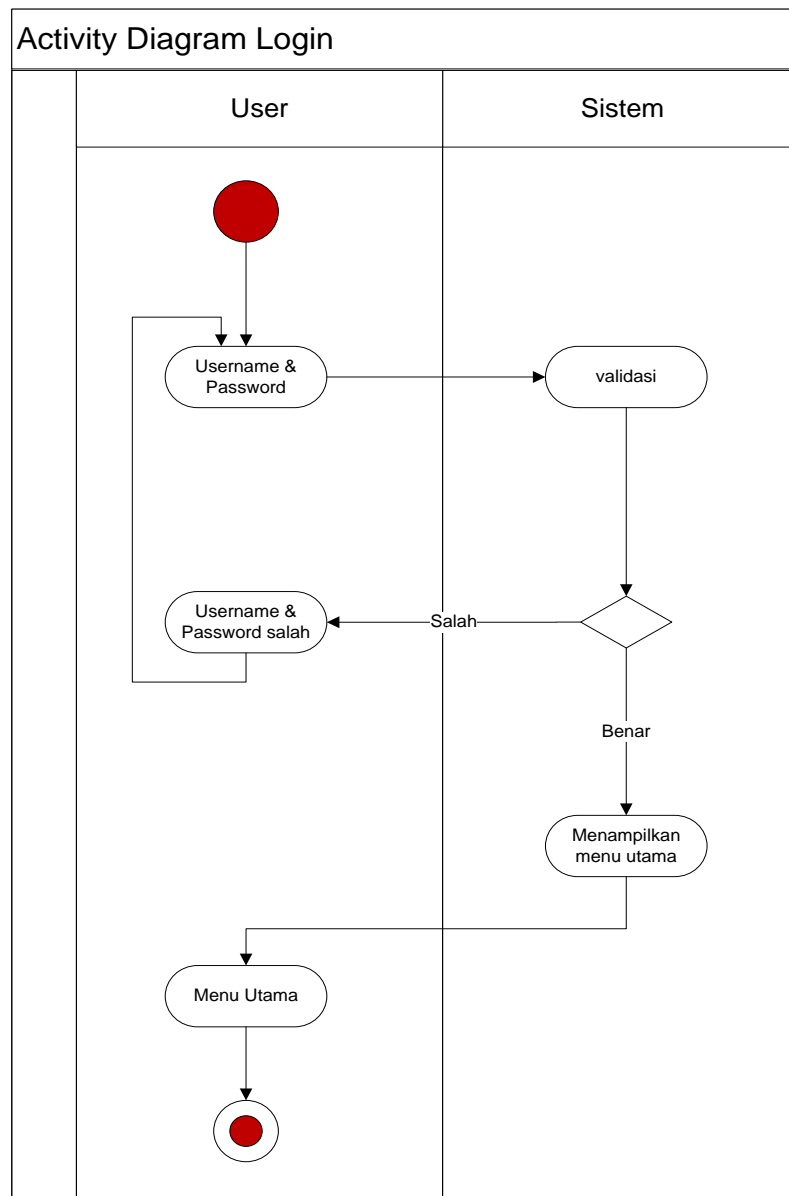 Activity Diagram Login
User
Sistem
Username &
Password
validasi
Username &
Password salah
Salah
Benar
Menampilkan
menu utama
Menu Utama